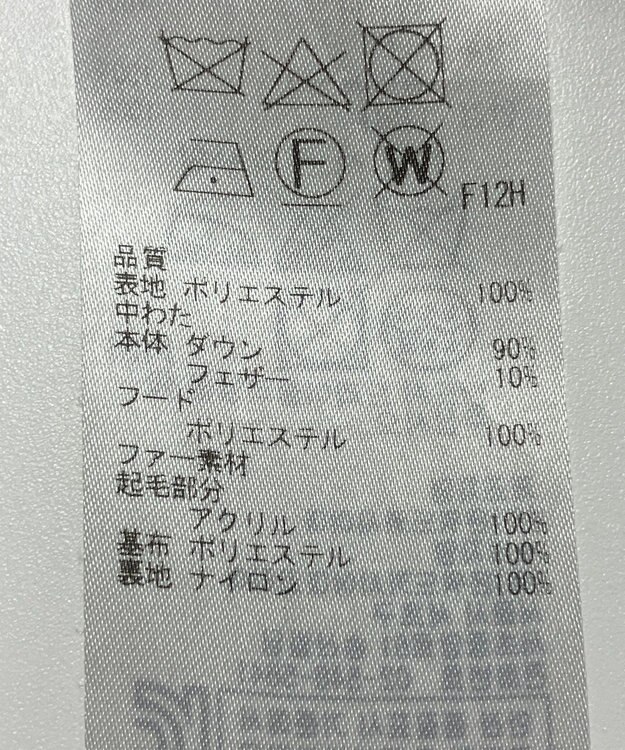 F
W
F12H
品質
表地 ポリエステル 100%
中わた
本体 ダウン 90%
フェザー 10%
フード
ポリエステル 100%
ファー素材
起毛部分
アクリル 100%
基布 ポリエステル 100%
裏地 ナイロン 100%